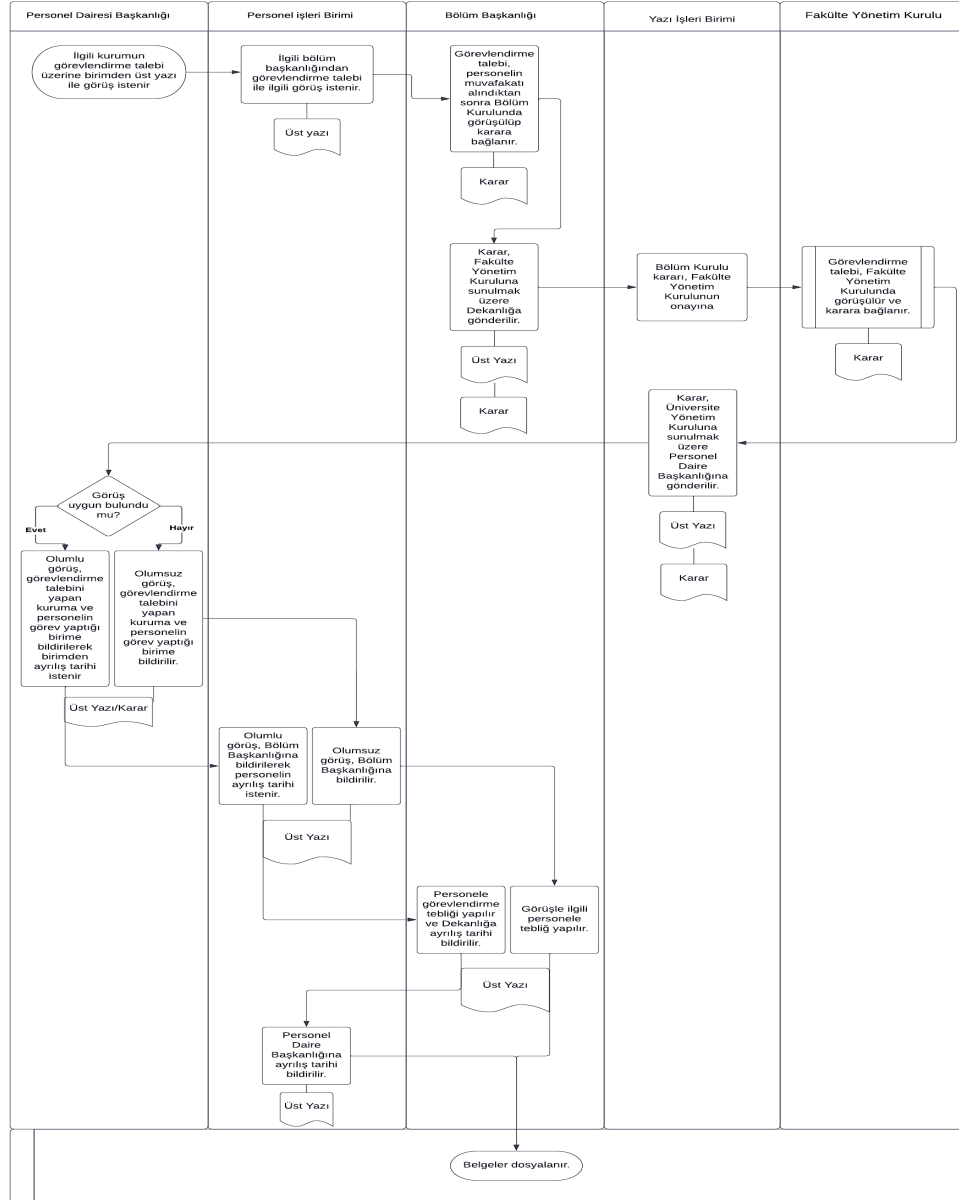 Personel Dairesi Başkanlığı
Personel işleri Birimi
Bölüm Başkanlığı
Yazı İşleri Birimi
Fakülte Yönetim Kurulu
İlgili kurumun
görevlendirme talebi
üzerine birimden üst yazı
ile görüş istenir
İlgili bölüm
başkanlığından
görevlendirme talebi
ile ilgili görüş istenir.
Üst yazı
Görevlendirme
talebi,
personelin
muvafakatı
alındıktan
sonra Bölüm
Kurulunda
görüşülüp
karara
bağlanır.
Karar
Karar,
Fakülte
Yönetim
Kuruluna
sunulmak
üzere
Dekanlığa
gönderilir.
Üst Yazı
Karar
Bölüm Kurulu
kararı, Fakülte
Yönetim
Kurulunun
onayına
Görevlendirme
talebi, Fakülte
Yönetim
Kurulunda
görüşülür ve
karara bağlanır.
Karar
Karar,
Üniversite
Yönetim
Kuruluna
sunulmak
üzere
Personel
Daire
Başkanlığına
gönderilir.
Üst Yazı
Karar
Görüş
uygun bulundu
mu?
Evet
Hayır
Olumlu
görüş,
görevlendirme
talebini
yapan
kuruma ve
personelin
görev yaptığı
birime
bildirilerek
birimden
ayrılış tarihi
istenir
Olumsuz
görüş,
görevlendirme
talebini
yapan
kuruma ve
personelin
görev yaptığı
birime
bildirilir.
Üst Yazı/Karar
Olumlu
görüş, Bölüm
Başkanlığına
bildirilerek
personelin
ayrılış tarihi
istenir.
Olumsuz
görüş, Bölüm
Başkanlığına
bildirilir.
Üst Yazı
Personele
görevlendirme
tebliği yapılır
ve Dekanlığa
ayrılış tarihi
bildirilir.
Görüşle ilgili
personele
tebliğ yapılır.
Üst Yazı
Personel
Daire
Başkanlığına
ayrılış tarihi
bildirilir.
Üst Yazı
Belgeler dosyalanır.